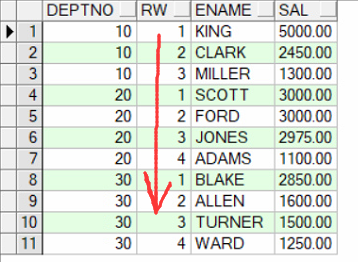 DEPTNO RW ENAME SAL
1 10 1 KING 5000.00
2 10 2 CLARK 2450.00
3 10 3 MILLER 1300.00
4 20 1 SCOTT 3000.00
5 20 2 FORD 3000.00
6 20 3 JONES 2975.00
7 20 4 ADAMS 1100.00
8 30 1 BLAKE 2850.00
9 30 2 ALLEN 1600.00
10 30 3 TURNER 1500.00
11 30 4 WARD 1250.00